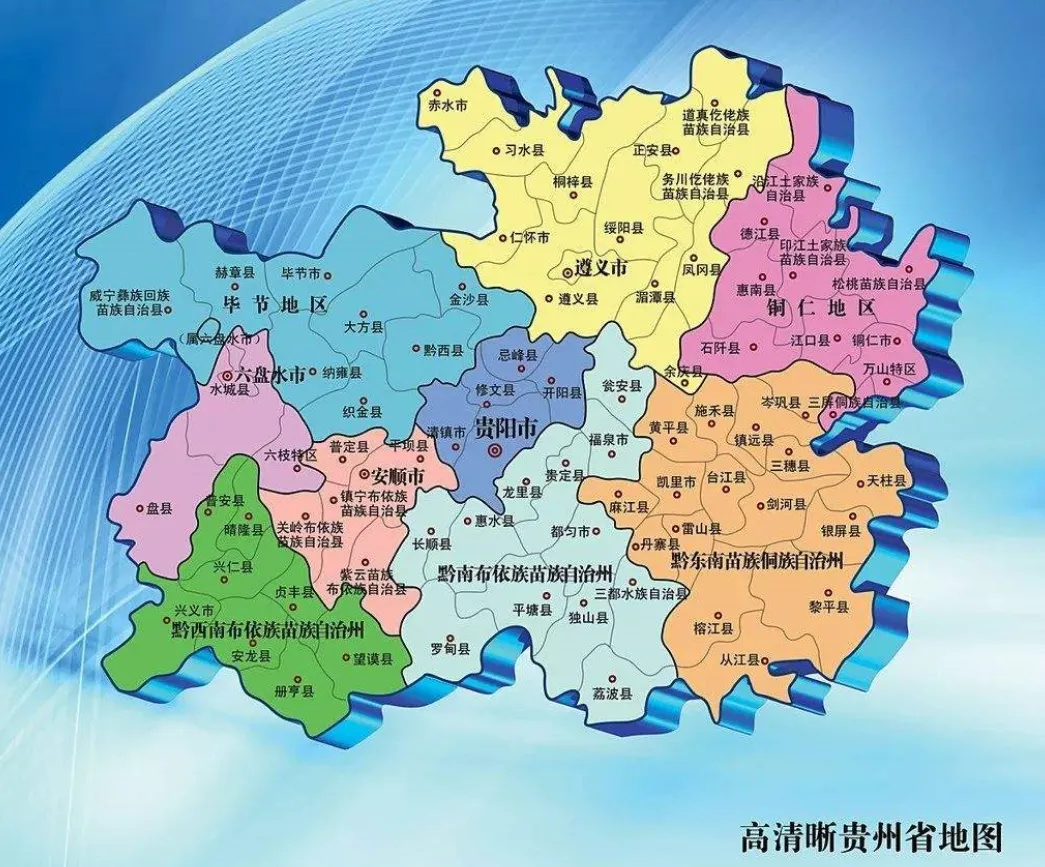 赤水市
道真仡佬族
苗族自治县
习水县
正安县
桐梓县
务川仡佬族
苗族自治县
沿江土家族
自治县
绥阳县
德江县
仁怀市
印江土家族
苗族自治县
遵义市
凤冈县
赫章县
毕节市
惠南县
松桃苗族自治县
威宁彝族回族
苗族自治县
毕节地区
金沙县
遵义县
湄潭县
铜仁地区
大方县
(属六盘水市)
黔西县
忌峰县
石阡县
江口县
铜仁市
六盘水市
水城县
纳雍县
余庆县
万山特区
修文县
开阳县
瓮安县
织金县
施禾县
岑巩县
三屏侗族自治县
清镇市
贵阳市
黄平县
镇远县
普定县
平坝县
福泉市
六枝特区
三穗县
安顺市
贵定县
凯里市
台江县
天柱县
镇宁布依族
苗族自治县
龙里县
麻江县
剑河县
盘县
普安县
惠水县
晴隆县
关岭布依族
苗族自治县
都匀市
雷山县
银屏县
长顺县
丹寨县
兴仁县
紫云苗族
布依族自治县
黔南布依族苗族自治州
黔东南苗族侗族自治州
贞丰县
三都水族自治县
兴义市
平塘县
独山县
黎平县
黔西南布依族苗族自治州
榕江县
安龙县
望谟县
罗甸县
从江县
册亨县
荔波县
高清晰贵州省地图